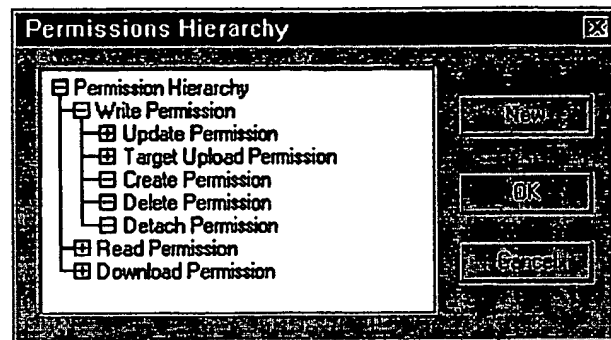 Permissions Hierarchy
Permission Hierarchy
Write Permission
Update Permission
Target Upload Permission
Create Permission
Delete Permission
Detach Permission
Read Permission
Download Permission
New
OK
Cancel